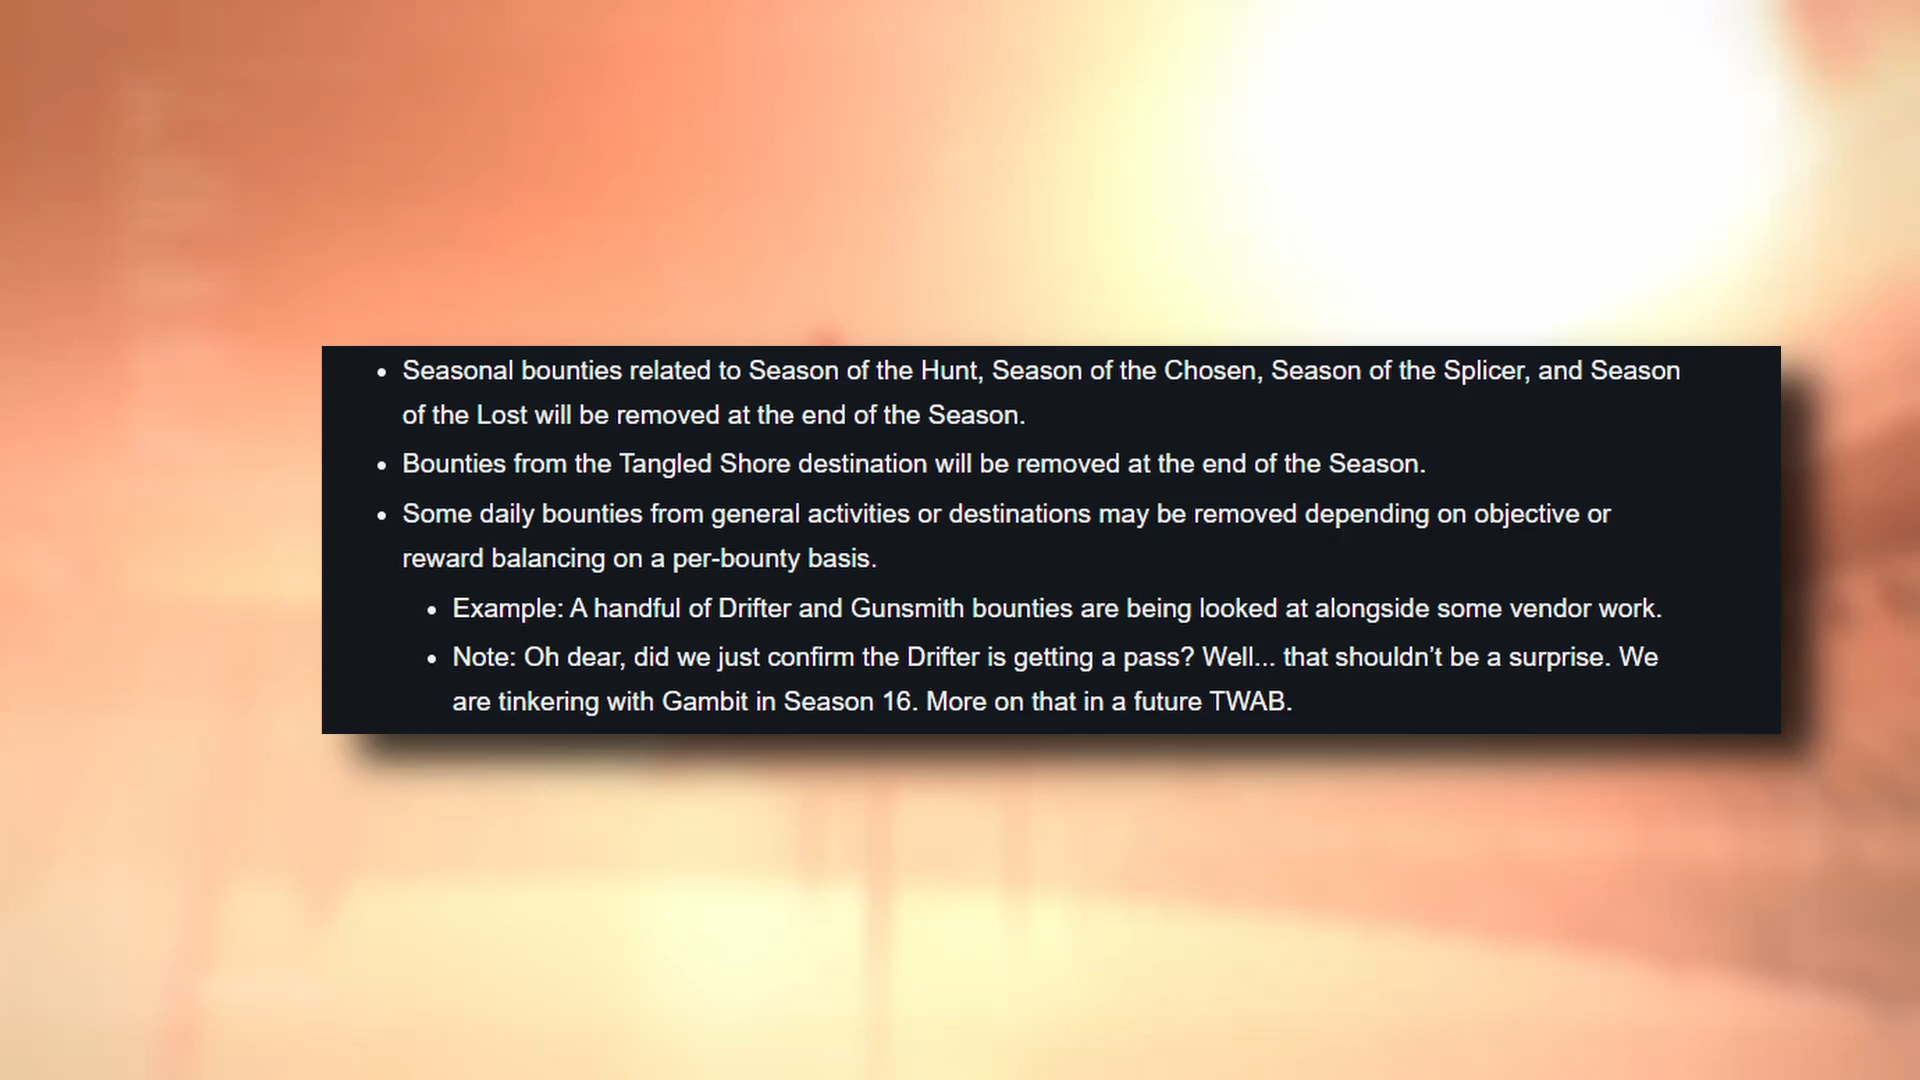 • Seasonal bounties related to Season of the Hunt, Season of the Chosen, Season of the Splicer, and Season
of the Lost will be removed at the end of the Season.
• Bounties from the Tangled Shore destination will be removed at the end of the Season.
• Some daily bounties from general activities or destinations may be removed depending on objective or
reward balancing on a per-bounty basis.
• Example: A handful of Drifter and Gunsmith bounties are being looked at alongside some vendor work.
• Note: Oh dear, did we just confirm the Drifter is getting a pass? Well... that shouldn’t be a surprise. We
are tinkering with Gambit in Season 16. More on that in a future TWAB.